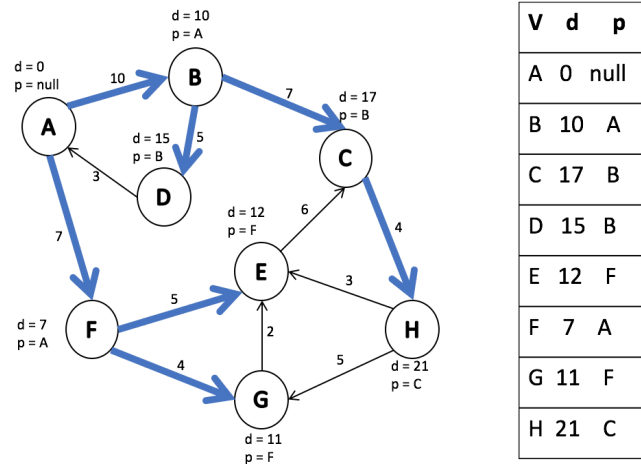 d = 10
p = A
d = 0
p = null
10
B
7
d = 17
p = B
A
d = 15
p = B
5
C
3
D
6
4
7
d = 12
p = F
E
3
5
d = 7
p = A
F
2
H
4
5
d = 21
p = C
G
d = 11
p = F
V d p
A 0 null
B 10 A
C 17 B
D 15 B
E 12 F
F 7 A
G 11 F
H 21 C